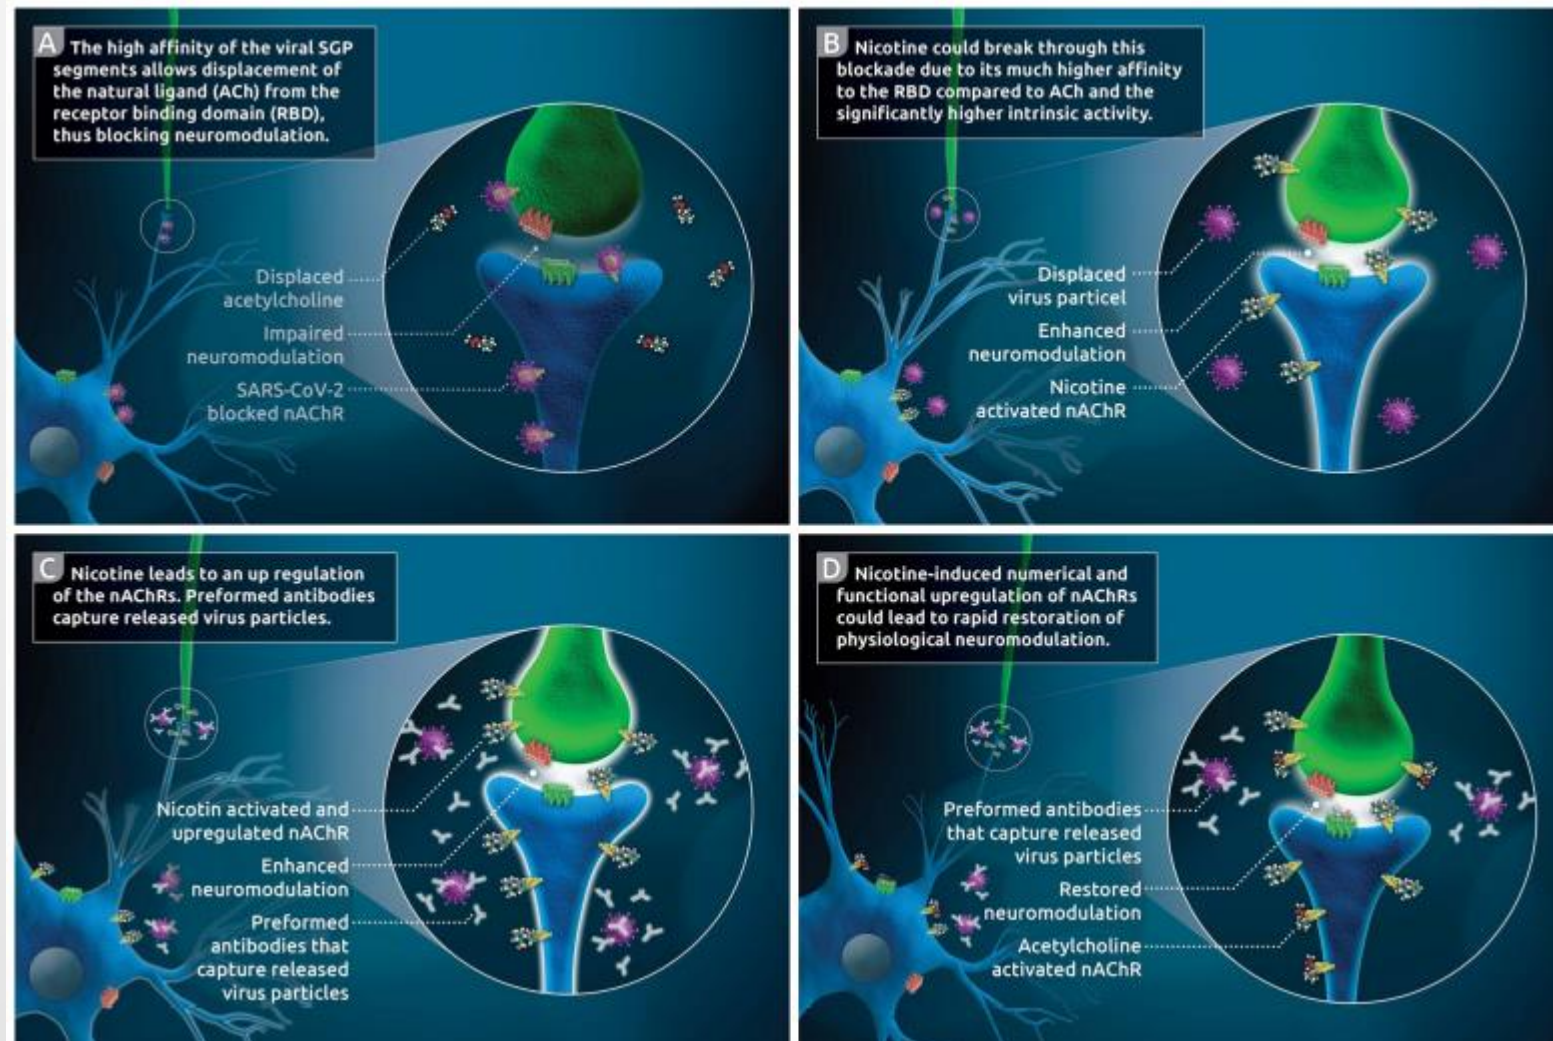 A The high affinity of the viral SGP
segments allows displacement of
the natural ligand (ACh) from the
receptor binding domain (RBD),
thus blocking neuromodulation.
Displaced
acetylcholine
Impaired
neuromodulation
SARS-CoV-2
blocked nAChR
B Nicotine could break through this
blockade due to its much higher affinity
to the RBD compared to ACh and the
significantly higher intrinsic activity.
Displaced
virus particel
Enhanced
neuromodulation
Nicotine
activated nAChR
C Nicotine leads to an up regulation
of the nAChRs. Preformed antibodies
capture released virus particles.
Nicotin activated and
upregulated nAChR
Enhanced
neuromodulation
Preformed
antibodies that
capture released
virus particles
D Nicotine-induced numerical and
functional upregulation of nAChRs
could lead to rapid restoration of
physiological neuromodulation.
Preformed antibodies
that capture released
virus particles
Restored
neuromodulation
Acetylcholine
activated nAChR